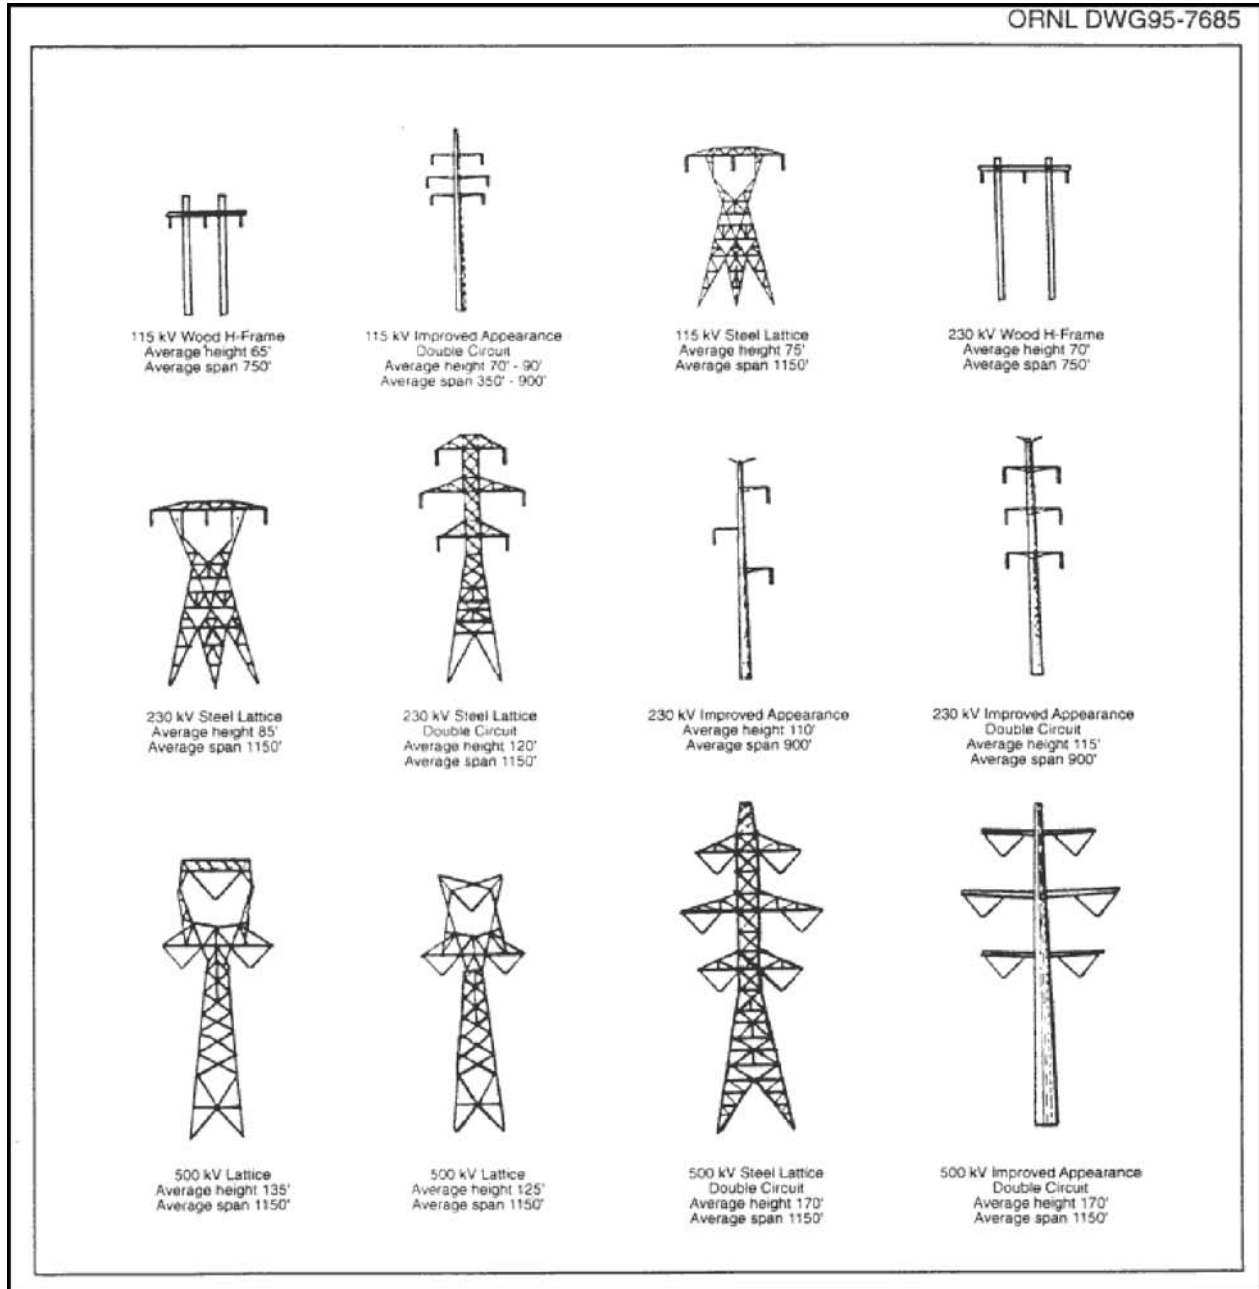 ORNL DWG95-7685
115 kV Wood H-Frame
Average height 65'
Average span 750'
115 kV Improved Appearance
Double Circuit
Average height 70' - 90'
Average span 350' - 900'
115 kV Steel Lattice
Average height 75'
Average span 1150'
230 kV Wood H-Frame
Average height 70'
Average span 750'
230 kV Steel Lattice
Average height 85'
Average span 1150'
230 kV Steel Lattice
Double Circuit
Average height 120'
Average span 1150'
230 kV Improved Appearance
Average height 110'
Average span 900'
230 kV Improved Appearance
Double Circuit
Average height 115'
Average span 900'
500 kV Lattice
Average height 135'
Average span 1150'
500 kV Lattice
Average height 125'
Average span 1150'
500 kV Steel Lattice
Double Circuit
Average height 170'
Average span 1150'
500 kV Improved Appearance
Double Circuit
Average height 170'
Average span 1150'